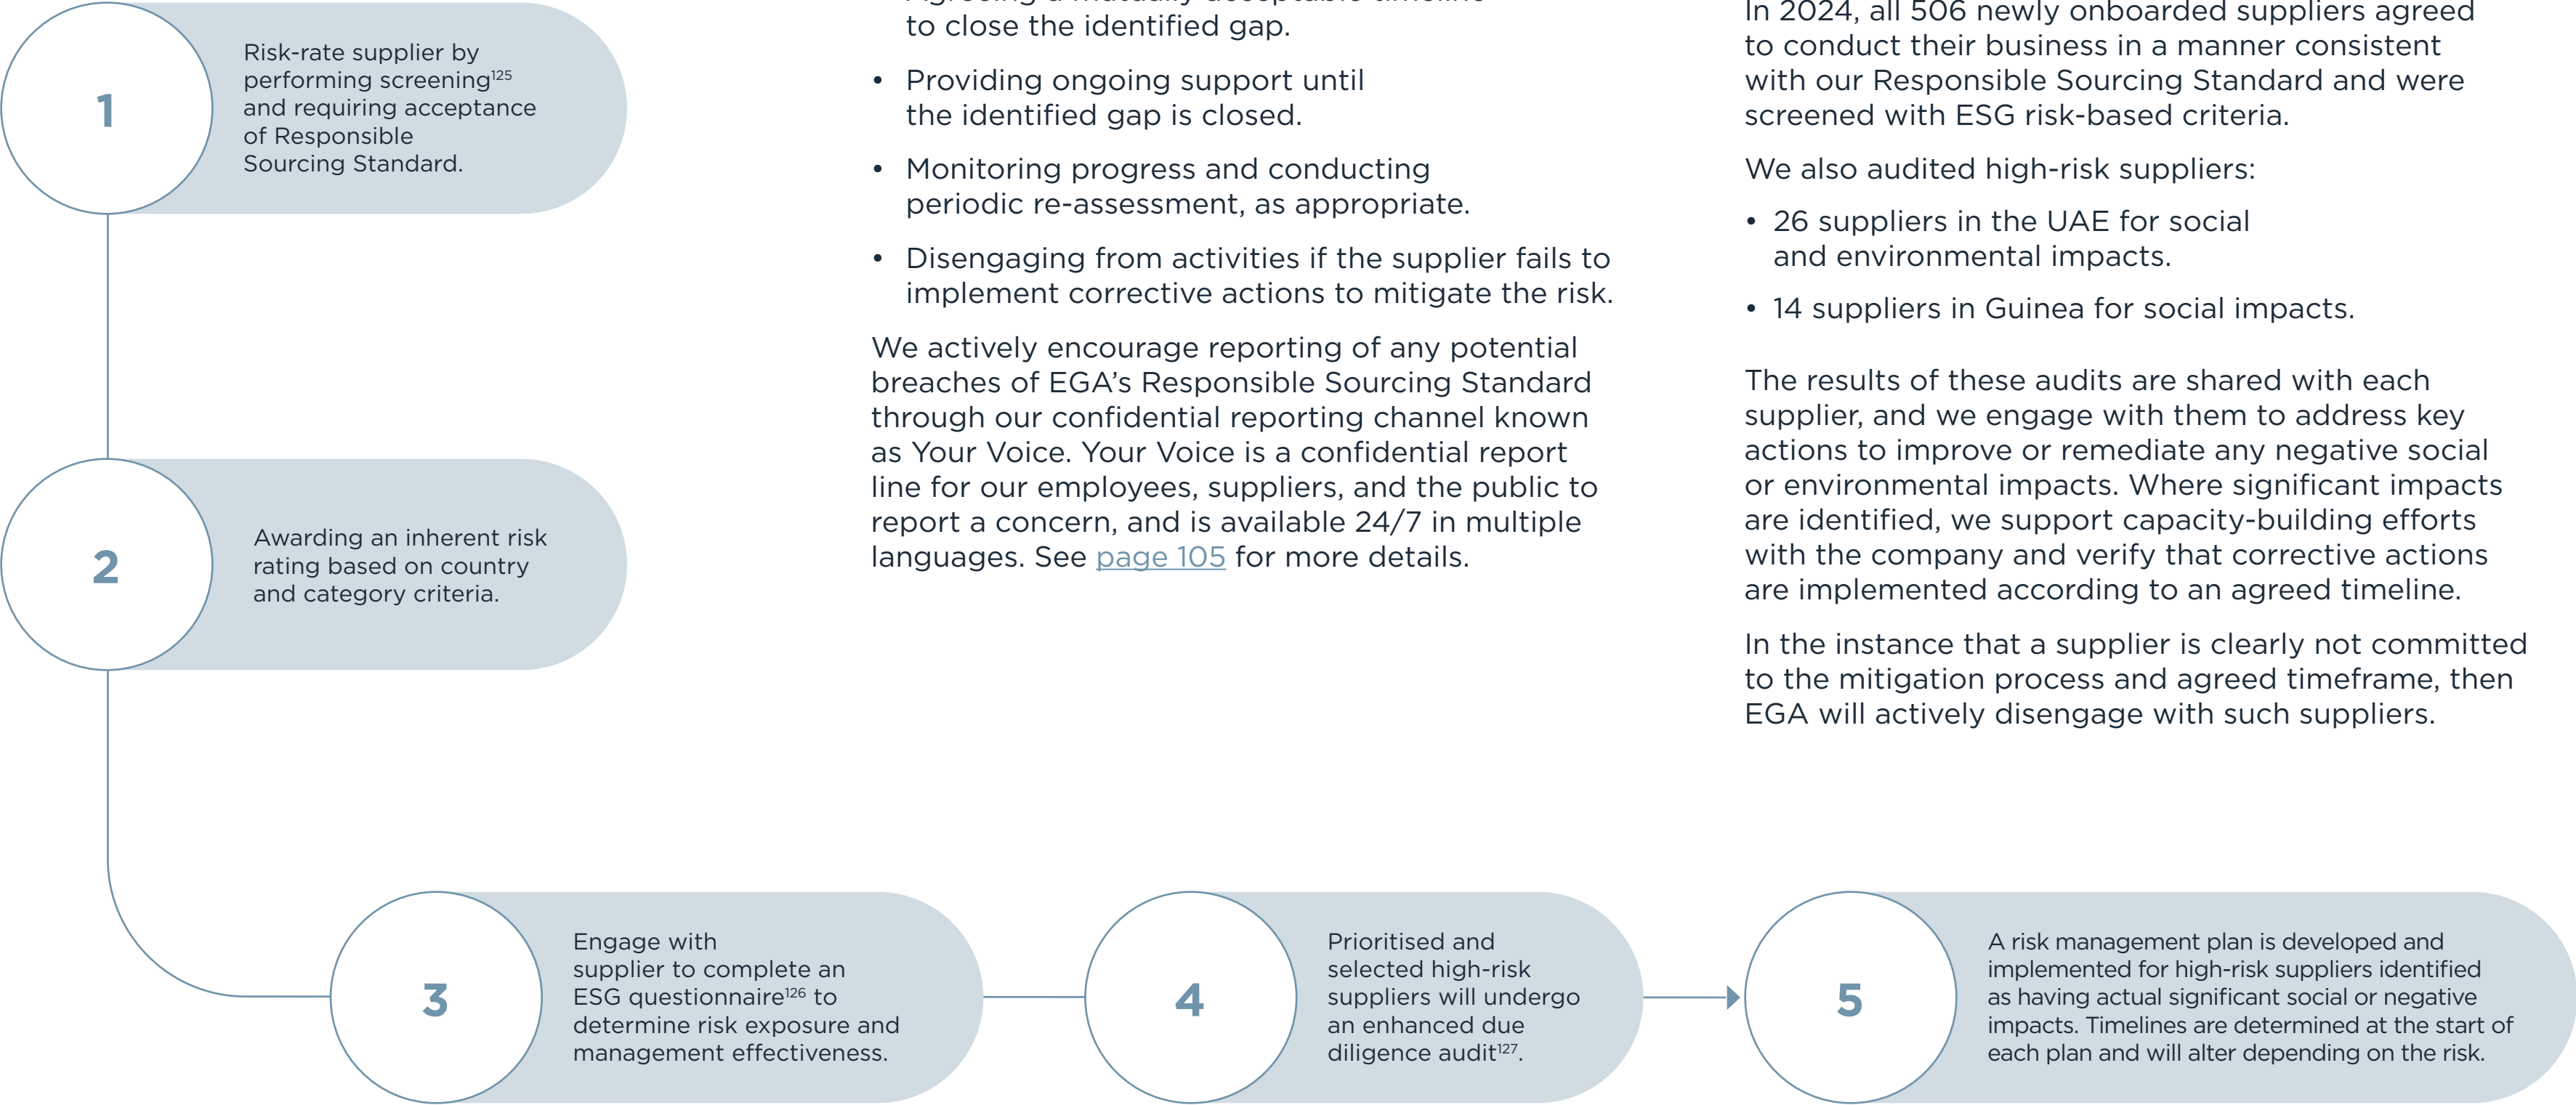 1
Risk-rate supplier by
performing screening125
and requiring acceptance
of Responsible
Sourcing Standard.
2
Awarding an inherent risk
rating based on country
and category criteria.
to close the identified gap.
• Providing ongoing support until
the identified gap is closed.
• Monitoring progress and conducting
periodic re-assessment, as appropriate.
• Disengaging from activities if the supplier fails to
implement corrective actions to mitigate the risk.
We actively encourage reporting of any potential
breaches of EGA’s Responsible Sourcing Standard
through our confidential reporting channel known
as Your Voice. Your Voice is a confidential report
line for our employees, suppliers, and the public to
report a concern, and is available 24/7 in multiple
languages. See page 105 for more details.
In 2024, all 506 newly onboarded suppliers agreed
to conduct their business in a manner consistent
with our Responsible Sourcing Standard and were
screened with ESG risk-based criteria.
We also audited high-risk suppliers:
• 26 suppliers in the UAE for social
and environmental impacts.
• 14 suppliers in Guinea for social impacts.
The results of these audits are shared with each
supplier, and we engage with them to address key
actions to improve or remediate any negative social
or environmental impacts. Where significant impacts
are identified, we support capacity-building efforts
with the company and verify that corrective actions
are implemented according to an agreed timeline.
In the instance that a supplier is clearly not committed
to the mitigation process and agreed timeframe, then
EGA will actively disengage with such suppliers.
3
Engage with
supplier to complete an
ESG questionnaire126 to
determine risk exposure and
management effectiveness.
4
Prioritised and
selected high-risk
suppliers will undergo
an enhanced due
diligence audit127.
5
A risk management plan is developed and
implemented for high-risk suppliers identified
as having actual significant social or negative
impacts. Timelines are determined at the start of
each plan and will alter depending on the risk.